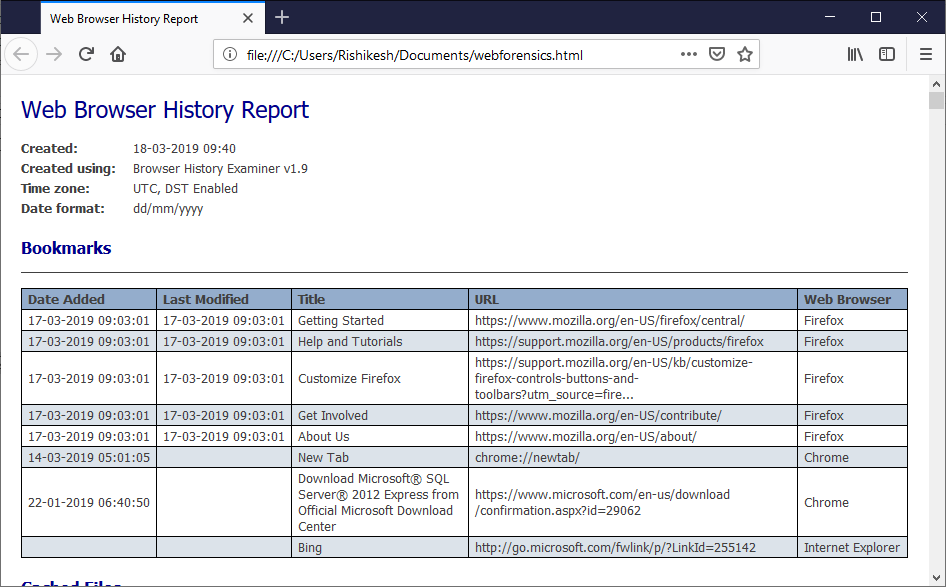 Web Browser History Report
file:///C:/Users/Rishikesh/Documents/webforensics.html
Web Browser History Report
Created: 18-03-2019 09:40
Created using: Browser History Examiner v1.9
Time zone: UTC, DST Enabled
Date format: dd/mm/yyyy
Bookmarks
Date Added Last Modified Title URL Web Browser
17-03-2019 09:03:01 17-03-2019 09:03:01 Getting Started https://www.mozilla.org/en-US/firefox/central/ Firefox
17-03-2019 09:03:01 17-03-2019 09:03:01 Help and Tutorials https://support.mozilla.org/en-US/products/firefox Firefox
https://support.mozilla.org/en-US/kb/customize-
17-03-2019 09:03:01 17-03-2019 09:03:01 Customize Firefox firefox-controls-buttons-and- Firefox
toolbars?utm_source=fire...
17-03-2019 09:03:01 17-03-2019 09:03:01 Get Involved https://www.mozilla.org/en-US/contribute/ Firefox
17-03-2019 09:03:01 17-03-2019 09:03:01 About Us https://www.mozilla.org/en-US/about/ Firefox
14-03-2019 05:01:05 New Tab chrome://newtab/ Chrome
Download Microsoft® SQL
22-01-2019 06:40:50 Server® 2012 Express from https://www.microsoft.com/en-us/download Chrome
Official Microsoft Download /confirmation.aspx?id=29062
Center
Bing http://go.microsoft.com/fwlink/p/?LinkId=255142 Internet Explorer
Cached Files